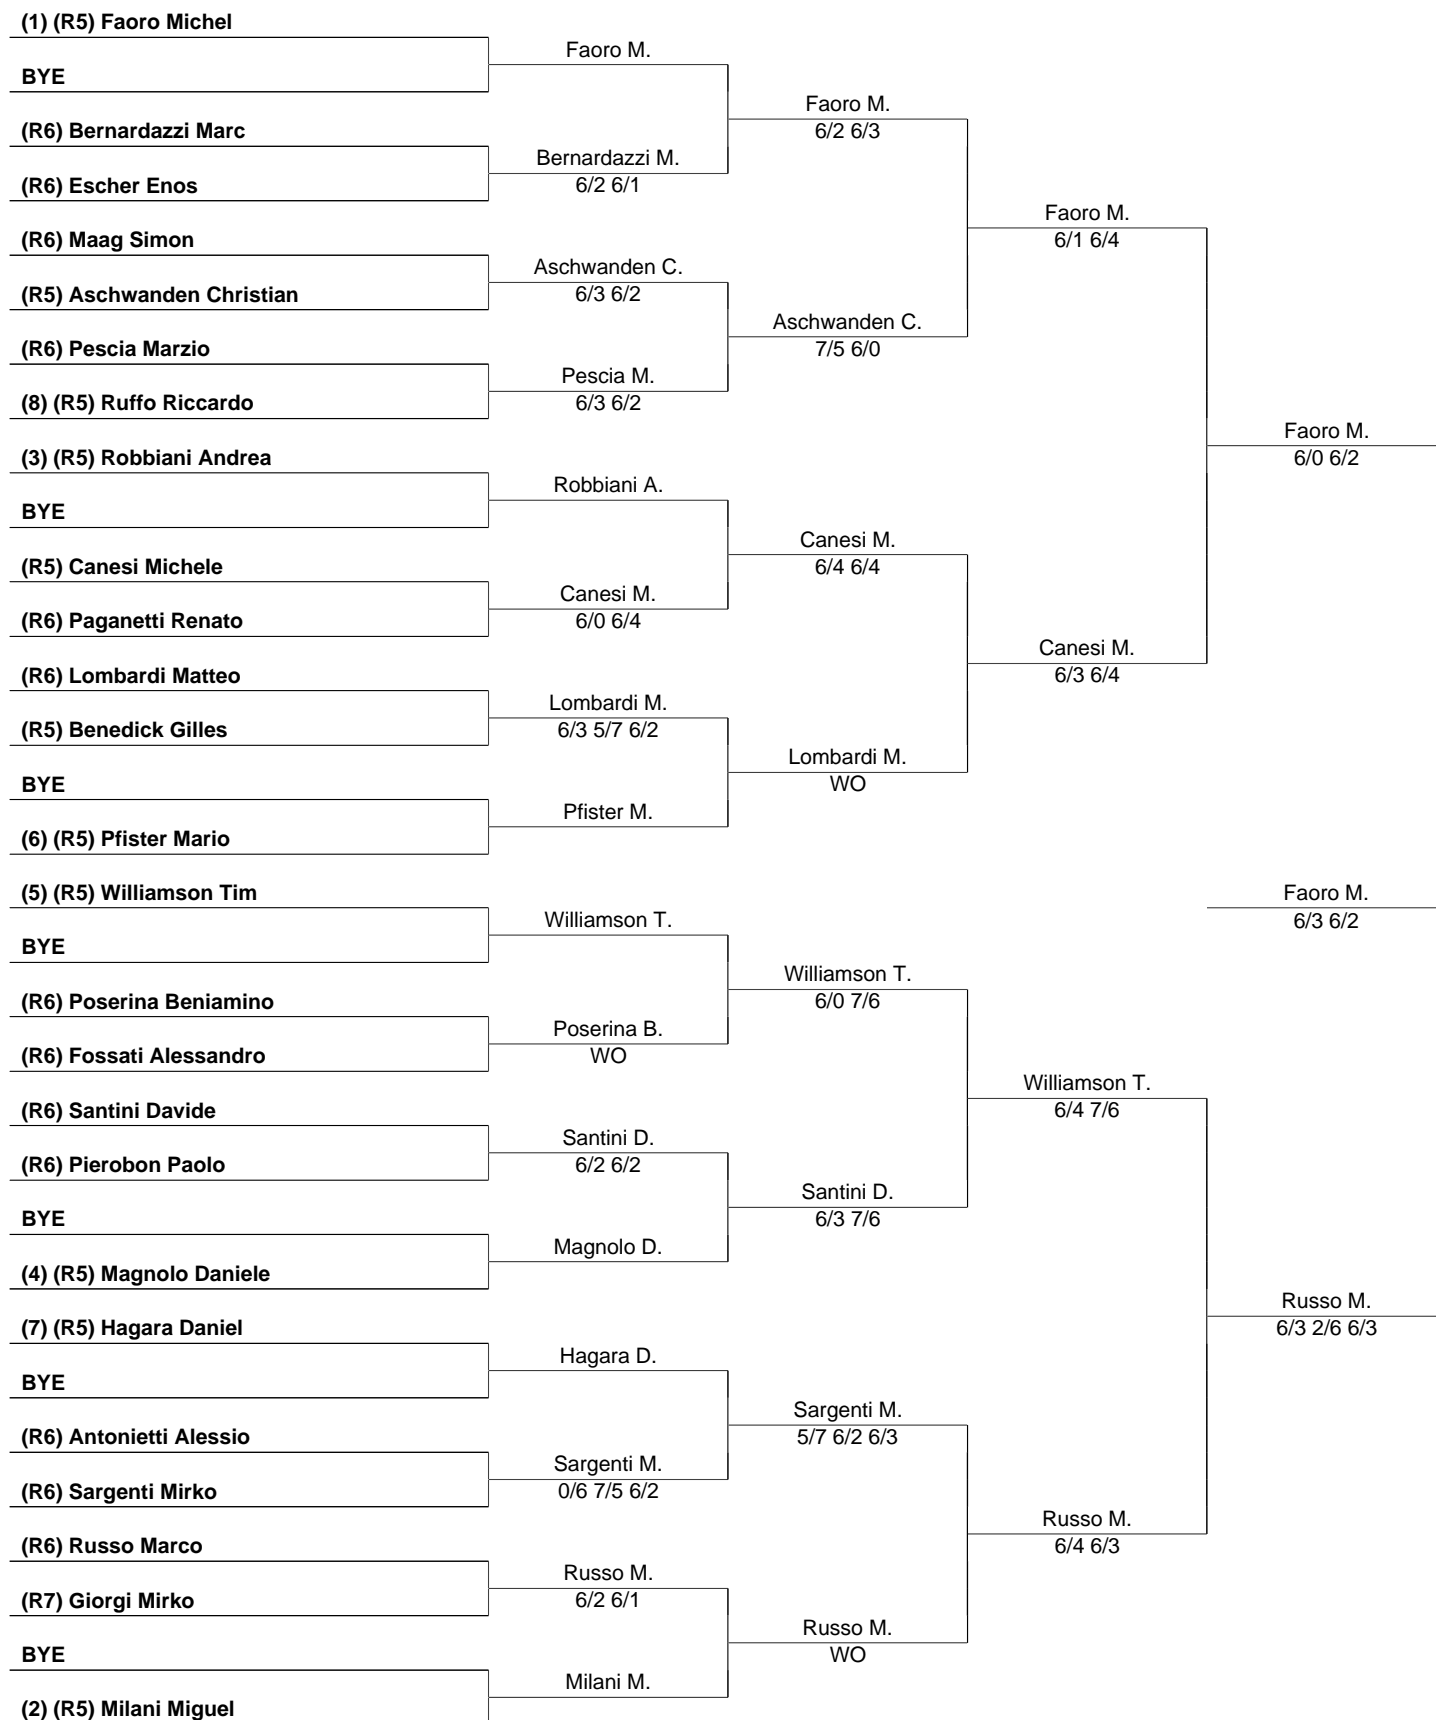 (1) (R5) Faoro Michel
Faoro M.
BYE
Faoro M.
6/2 6/3
(R6) Bernardazzi Marc
Bernardazzi M.
6/2 6/1
(R6) Escher Enos
Faoro M.
6/1 6/4
(R6) Maag Simon
Aschwanden C.
6/3 6/2
(R5) Aschwanden Christian
Aschwanden C.
7/5 6/0
(R6) Pescia Marzio
Pescia M.
6/3 6/2
(8) (R5) Ruffo Riccardo
Faoro M.
6/0 6/2
(3) (R5) Robbiani Andrea
Robbiani A.
BYE
Canesi M.
6/4 6/4
(R5) Canesi Michele
Canesi M.
6/0 6/4
(R6) Paganetti Renato
Canesi M.
6/3 6/4
(R6) Lombardi Matteo
Lombardi M.
6/3 5/7 6/2
(R5) Benedick Gilles
Lombardi M.
WO
BYE
Pfister M.
(6) (R5) Pfister Mario
(5) (R5) Williamson Tim
Faoro M.
6/3 6/2
Williamson T.
BYE
Williamson T.
6/0 7/6
(R6) Poserina Beniamino
Poserina B.
WO
(R6) Fossati Alessandro
Williamson T.
6/4 7/6
(R6) Santini Davide
Santini D.
6/2 6/2
(R6) Pierobon Paolo
Santini D.
6/3 7/6
BYE
Magnolo D.
(4) (R5) Magnolo Daniele
Russo M.
6/3 2/6 6/3
(7) (R5) Hagara Daniel
Hagara D.
BYE
Sargenti M.
5/7 6/2 6/3
(R6) Antonietti Alessio
Sargenti M.
0/6 7/5 6/2
(R6) Sargenti Mirko
Russo M.
6/4 6/3
(R6) Russo Marco
Russo M.
6/2 6/1
(R7) Giorgi Mirko
Russo M.
WO
BYE
Milani M.
(2) (R5) Milani Miguel